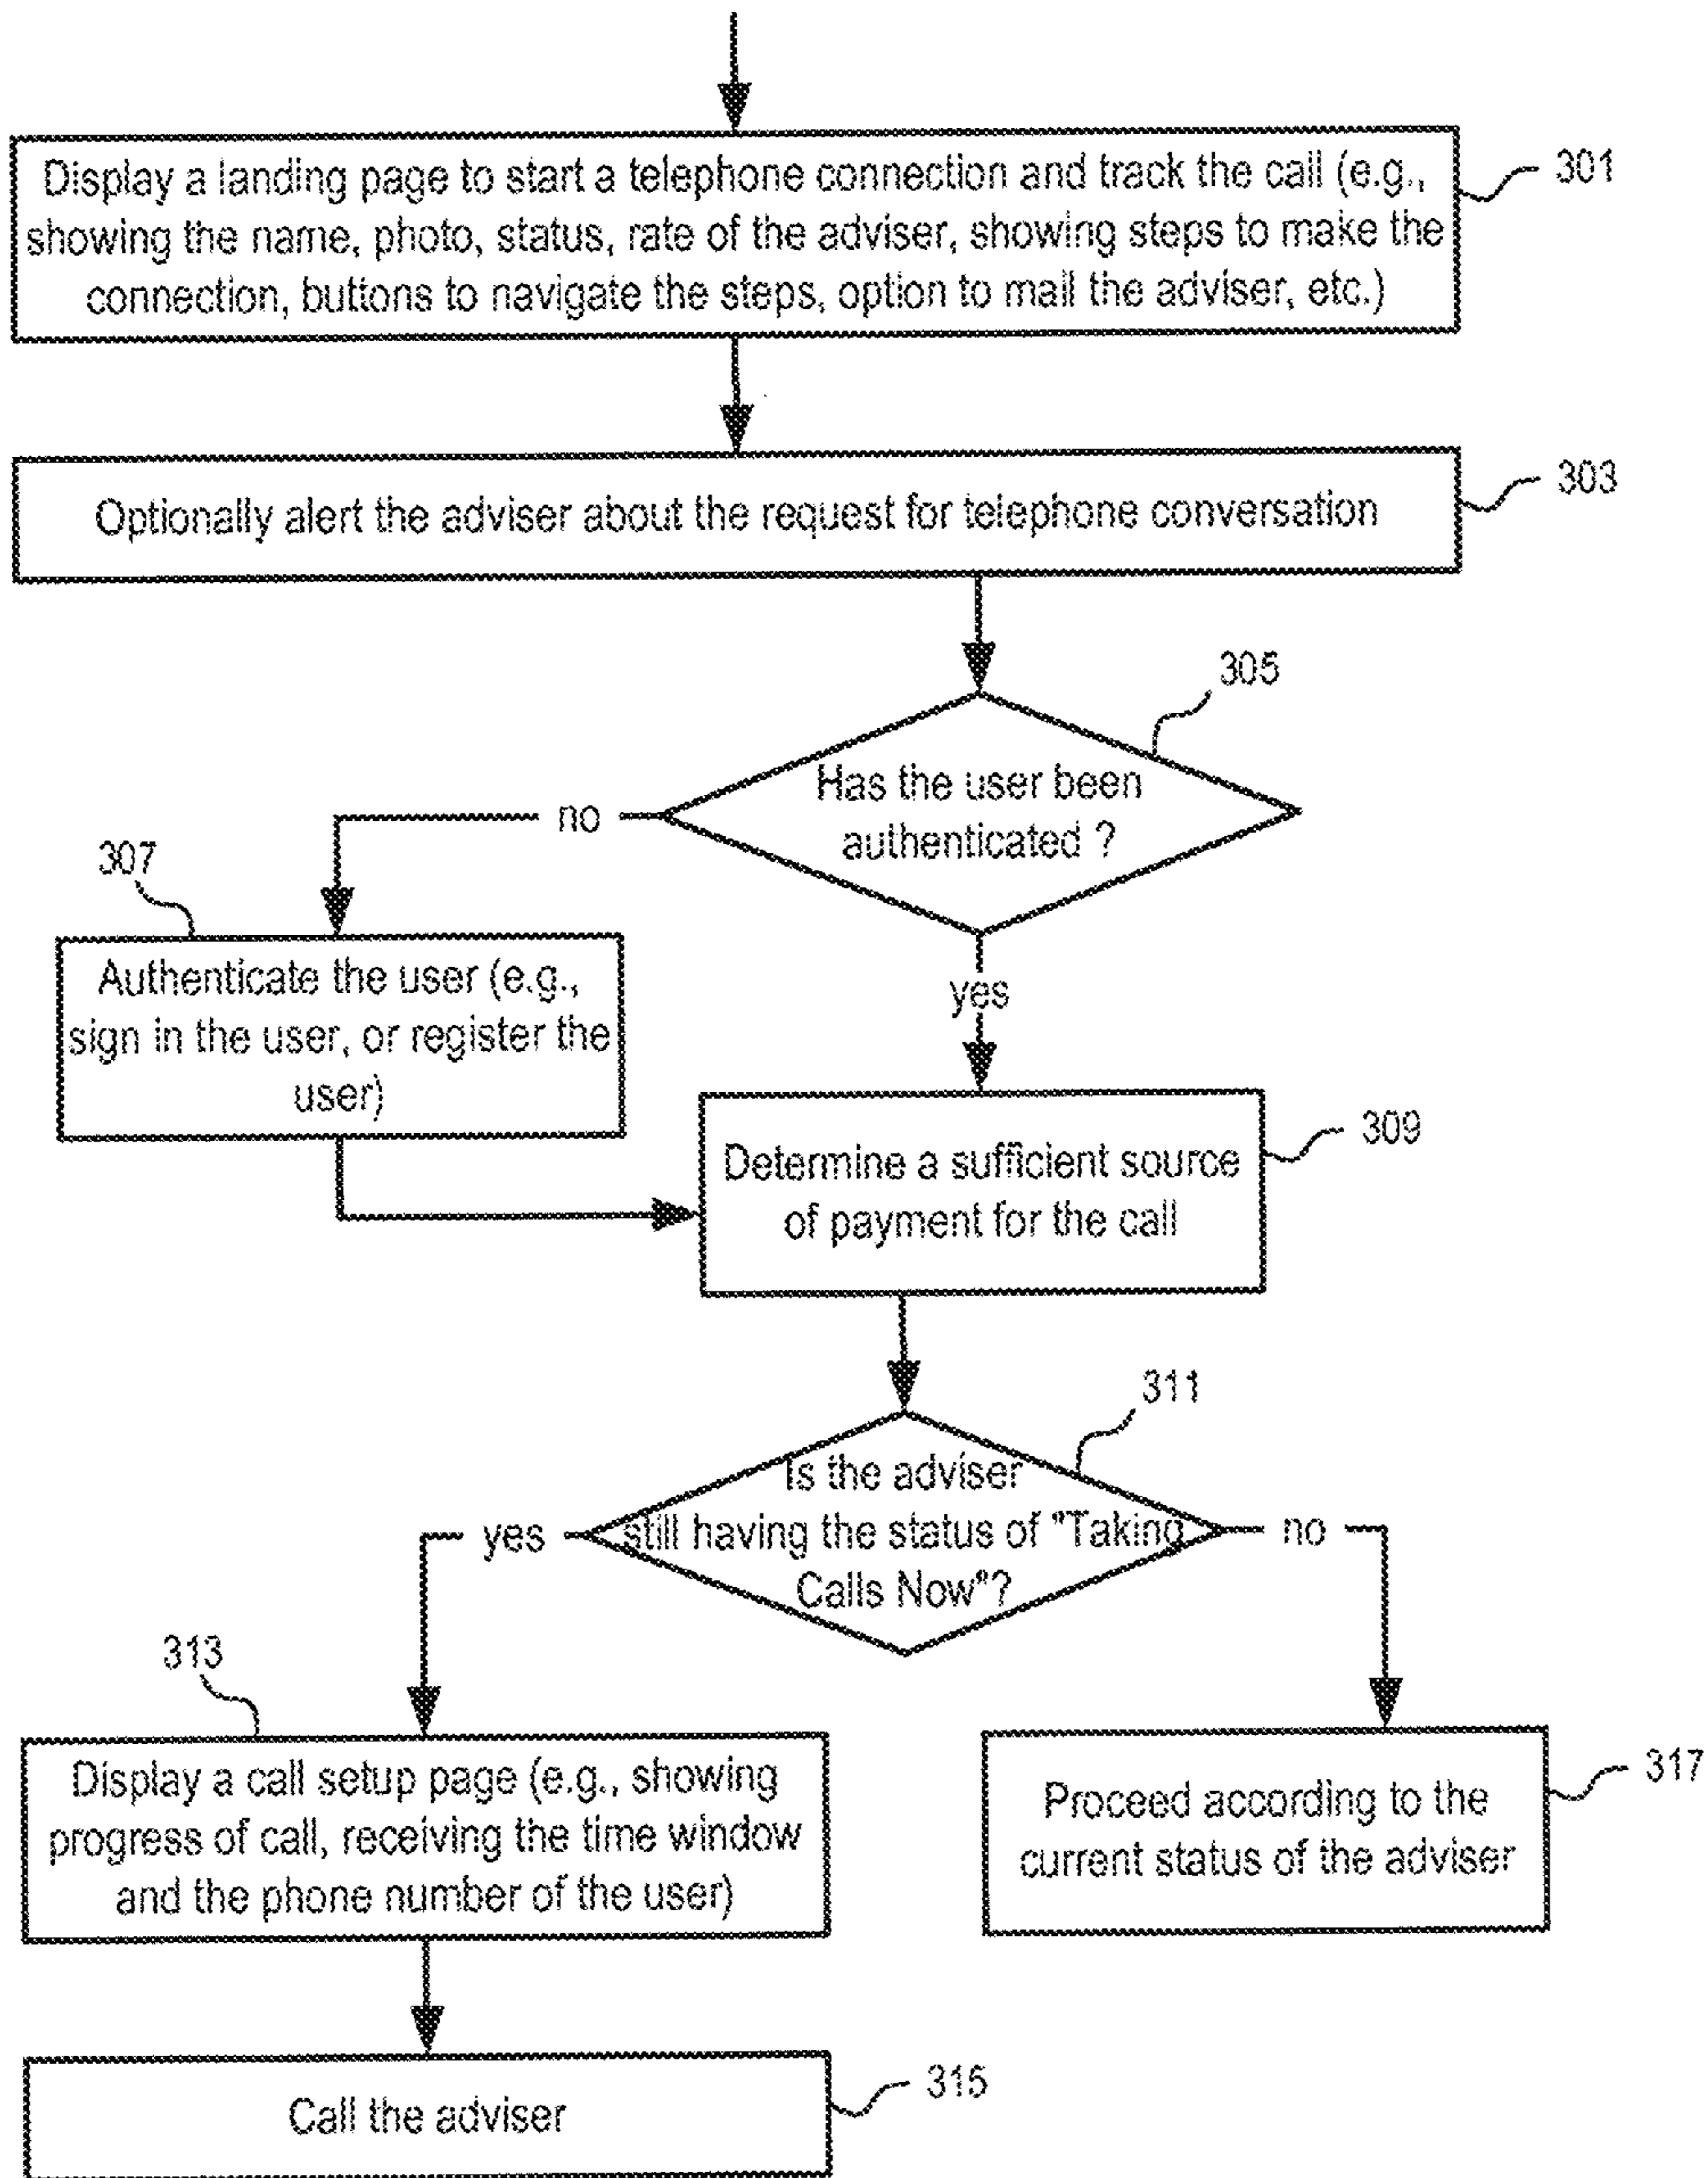 Display a landing page to start a telephone connection and track the call (e.g.,
showing the name, photo, status, rate of the adviser, showing steps to make the
connection, buttons to navigate the steps, option to mail the adviser, etc.)
301
Optionally alert the adviser about the request for telephone conversation
303
305
Has the user been
authenticated ?
no
307
yes
Authenticate the user (e.g.,
sign in the user, or register the
user)
309
Determine a sufficient source
of payment for the call
311
Is the adviser
still having the status of "Taking
Calls Now"?
yes
no
313
Display a call setup page (e.g., showing
progress of call, receiving the time window
and the phone number of the user)
317
Proceed according to the
current status of the adviser
315
Call the adviser